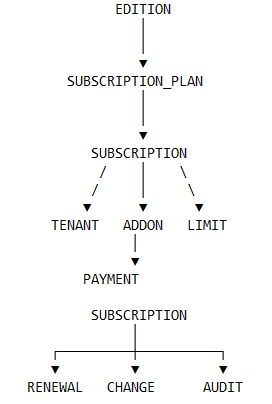 EDITION
SUBSCRIPTION_PLAN
SUBSCRIPTION
TENANT ADDON LIMIT
PAYMENT
SUBSCRIPTION
RENEWAL CHANGE AUDIT